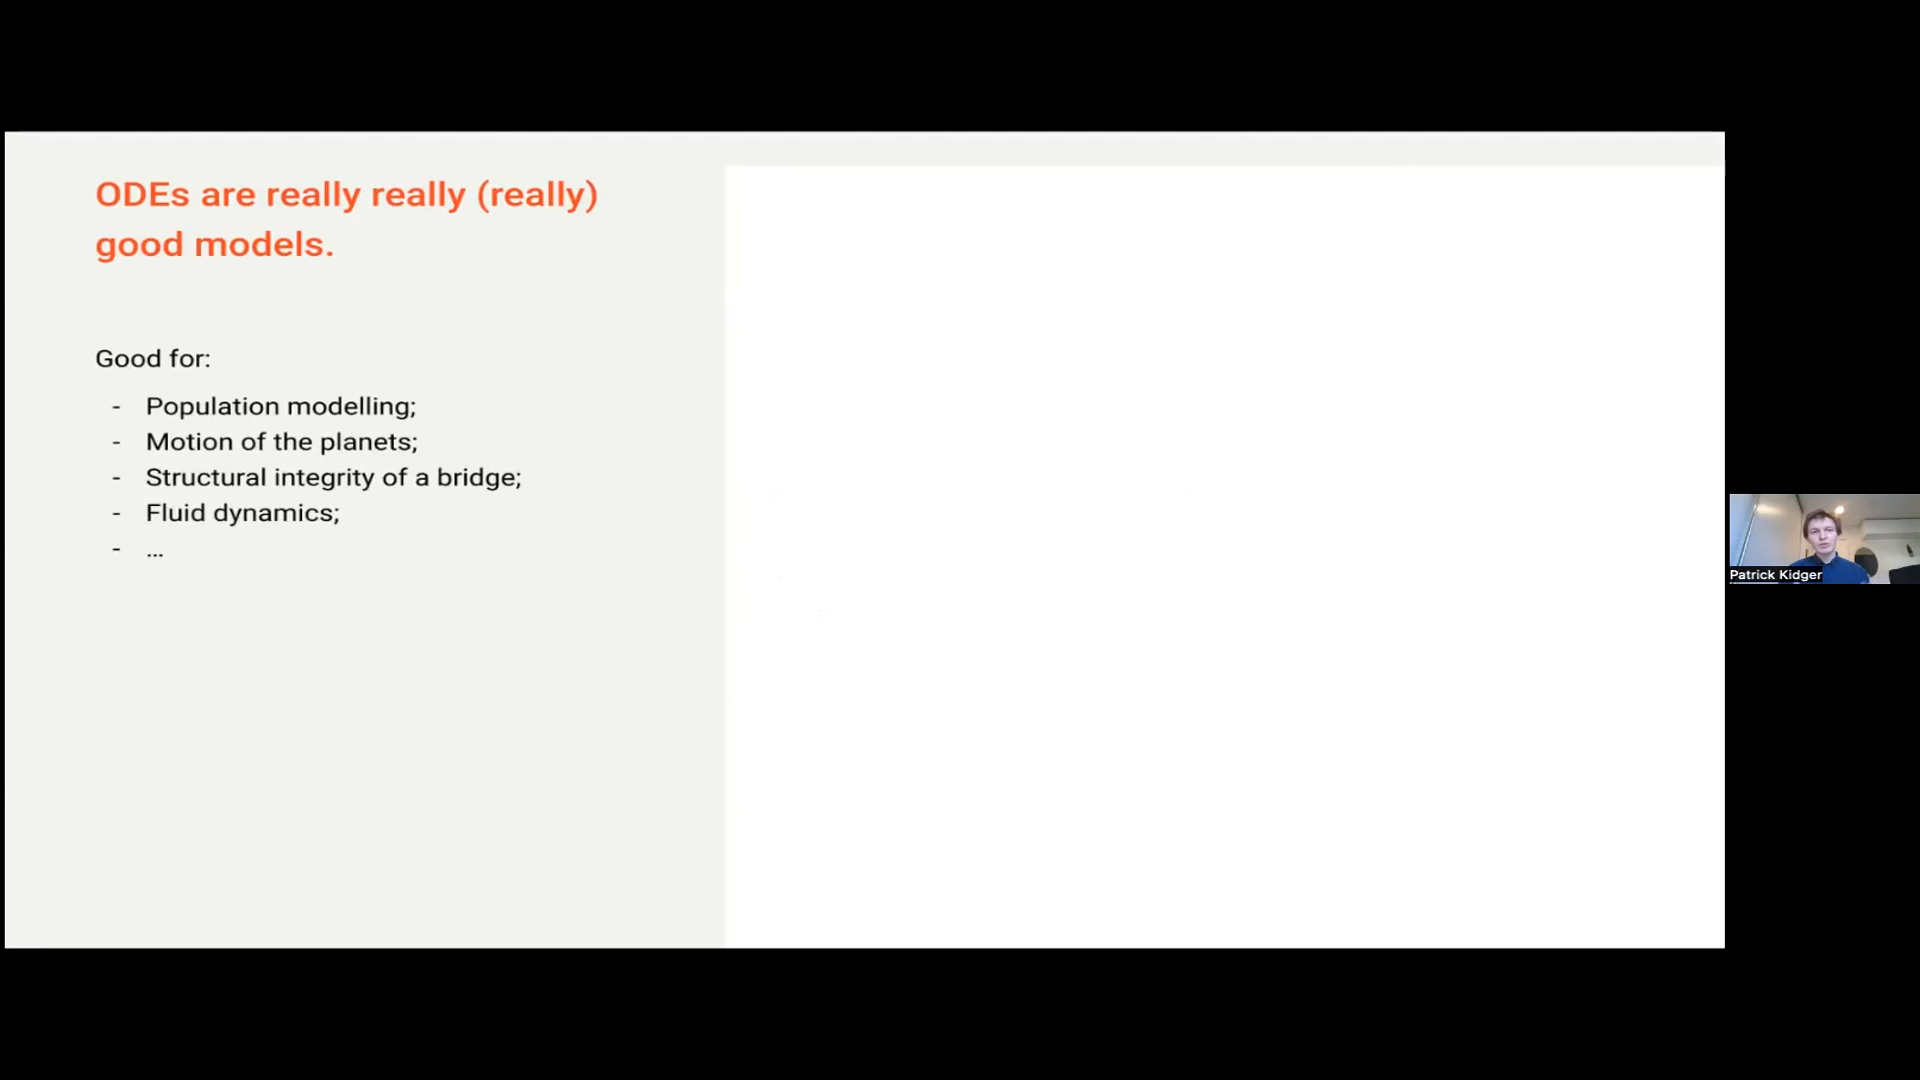 ODEs are really really (really)
good models.
Good for:
- Population modelling;
- Motion of the planets;
- Structural integrity of a bridge;
- Fluid dynamics;
- ...
Patrick Kidger